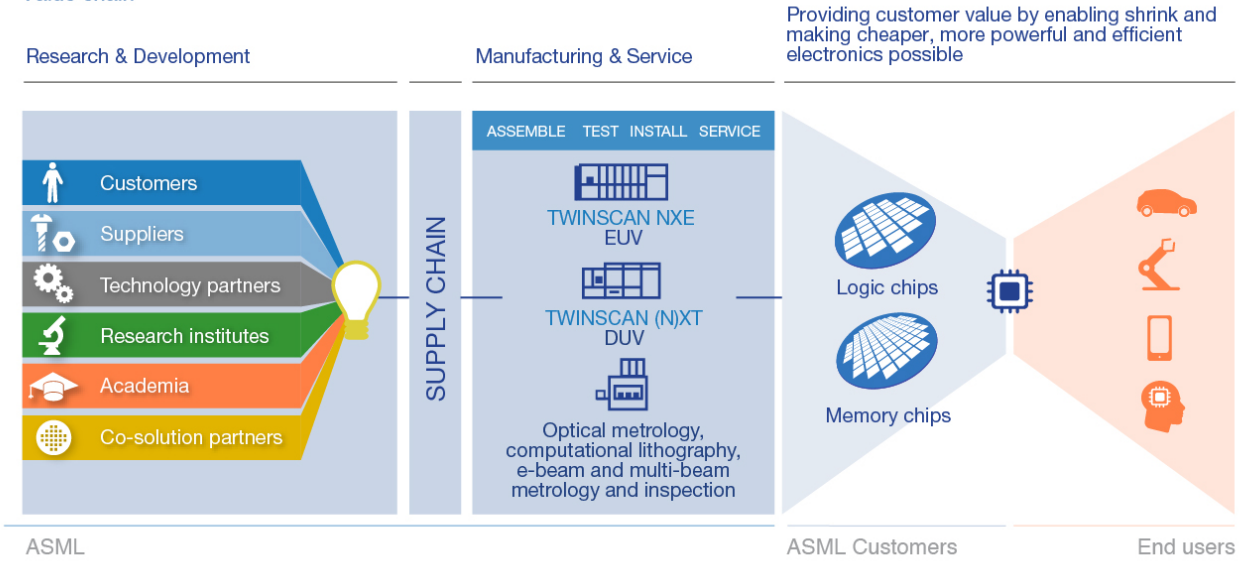 Research & Development
Manufacturing & Service
Providing customer value by enabling shrink and
making cheaper, more powerful and efficient
electronics possible
Customers
Suppliers
Technology partners
Research institutes
Academia
Co-solution partners
SUPPLY CHAIN
ASSEMBLE TEST INSTALL SERVICE
TWINSCAN NXE
EUV
TWINSCAN (N)XT
DUV
Optical metrology,
computational lithography,
e-beam and multi-beam
metrology and inspection
Logic chips
Memory chips
ASML
ASML Customers
End users